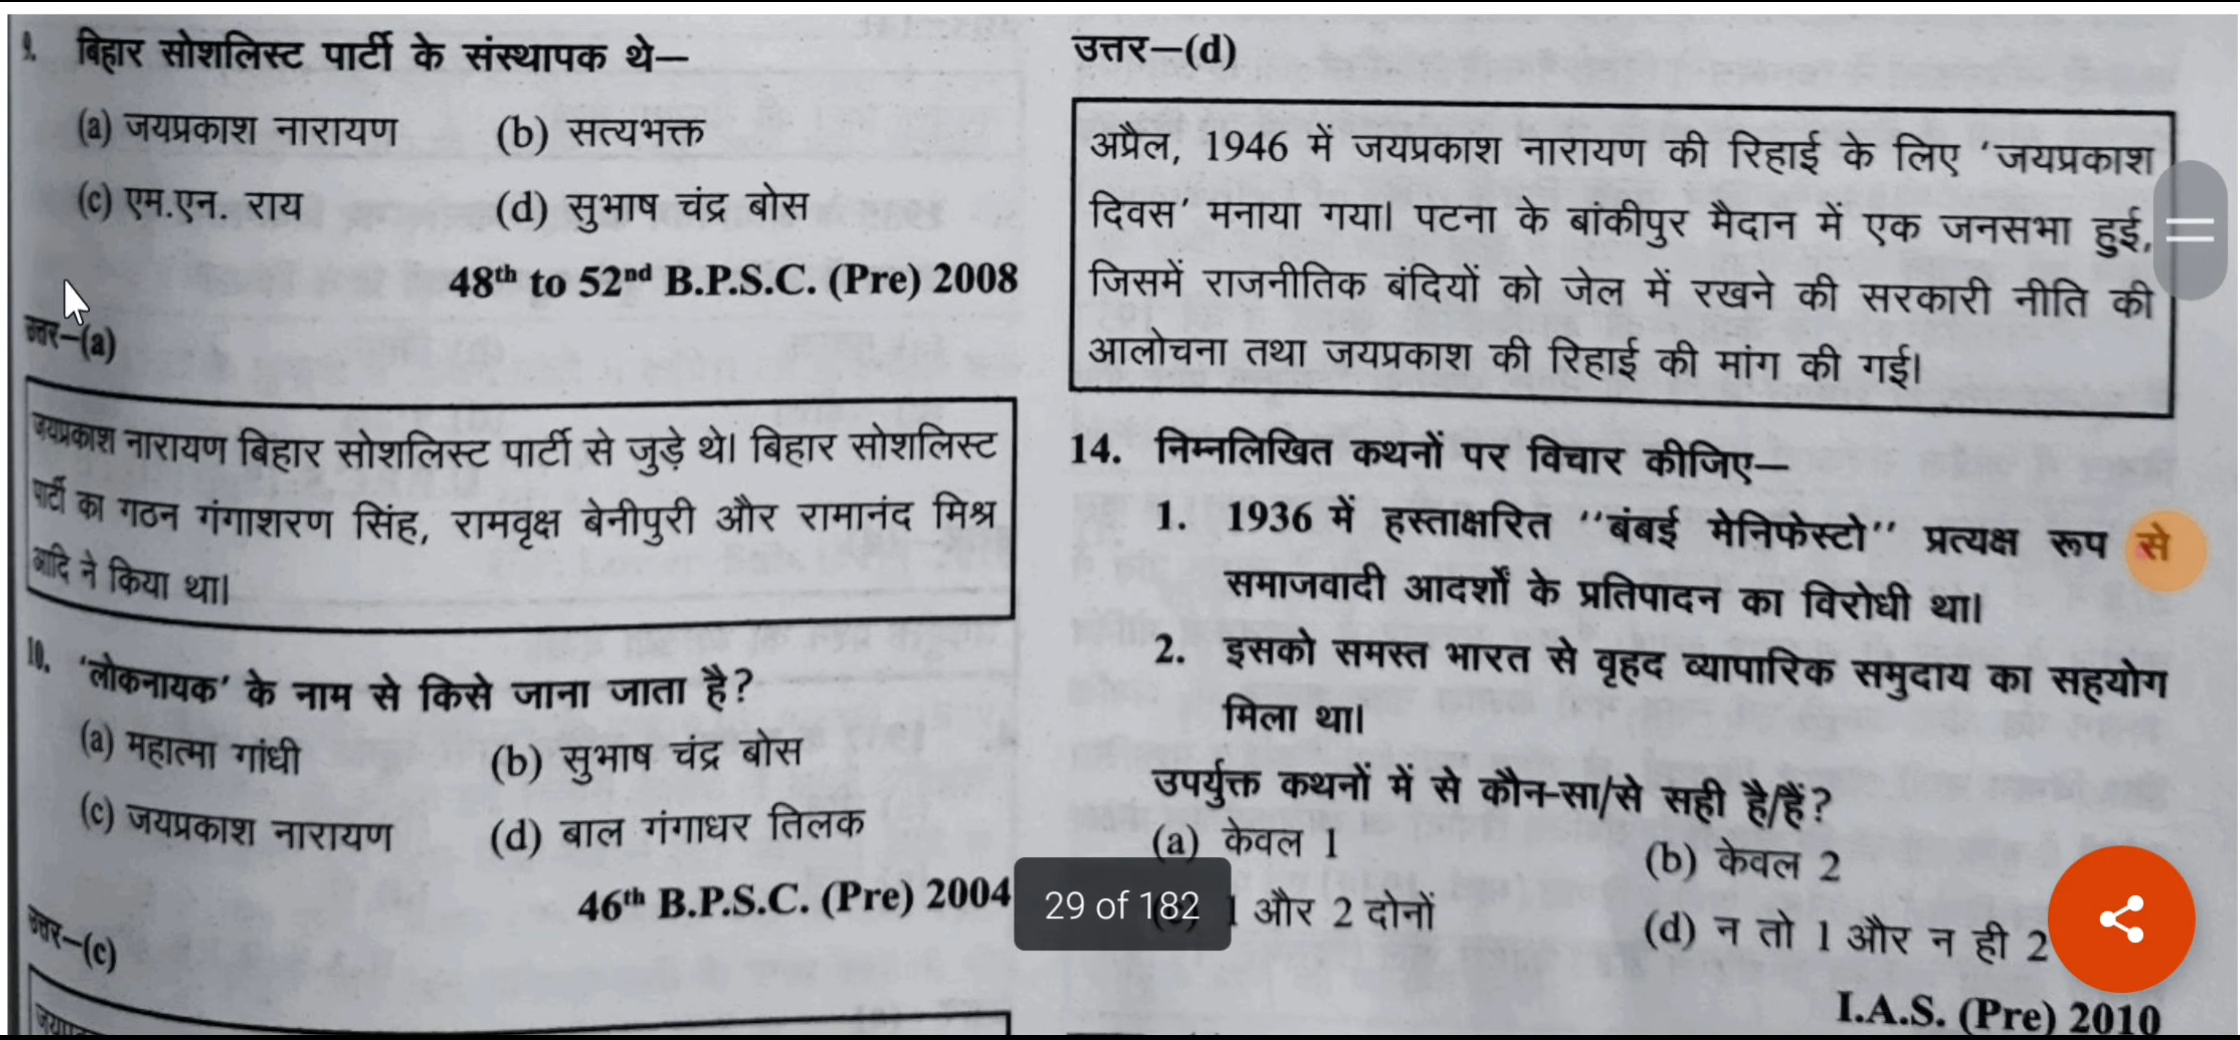 9. बिहार सोशलिस्ट पार्टी के संस्थापक थे–
(a) जयप्रकाश नारायण (b) सत्यभक्त
(c) एम.एन. राय (d) सुभाष चंद्र बोस
48th to 52nd B.P.S.C. (Pre) 2008
उत्तर–(a)
जयप्रकाश नारायण बिहार सोशलिस्ट पार्टी से जुड़े थे। बिहार सोशलिस्ट
पार्टी का गठन गंगाशरण सिंह, रामवृक्ष बेनीपुरी और रामानंद मिश्र
आदि ने किया था।
10. 'लोकनायक' के नाम से किसे जाना जाता है?
(a) महात्मा गांधी (b) सुभाष चंद्र बोस
(c) जयप्रकाश नारायण (d) बाल गंगाधर तिलक
46th B.P.S.C. (Pre) 2004
उत्तर–(c)
उत्तर–(d)
अप्रैल, 1946 में जयप्रकाश नारायण की रिहाई के लिए 'जयप्रकाश
दिवस' मनाया गया। पटना के बांकीपुर मैदान में एक जनसभा हुई,
जिसमें राजनीतिक बंदियों को जेल में रखने की सरकारी नीति की
आलोचना तथा जयप्रकाश की रिहाई की मांग की गई।
14. निम्नलिखित कथनों पर विचार कीजिए–
1. 1936 में हस्ताक्षरित ''बंबई मेनिफेस्टो'' प्रत्यक्ष रूप से
समाजवादी आदर्शों के प्रतिपादन का विरोधी था।
2. इसको समस्त भारत से वृहद व्यापारिक समुदाय का सहयोग
मिला था।
उपर्युक्त कथनों में से कौन-सा/से सही है/हैं?
(a) केवल 1 (b) केवल 2
(c) 1 और 2 दोनों (d) न तो 1 और न ही 2
I.A.S. (Pre) 2010
29 of 182